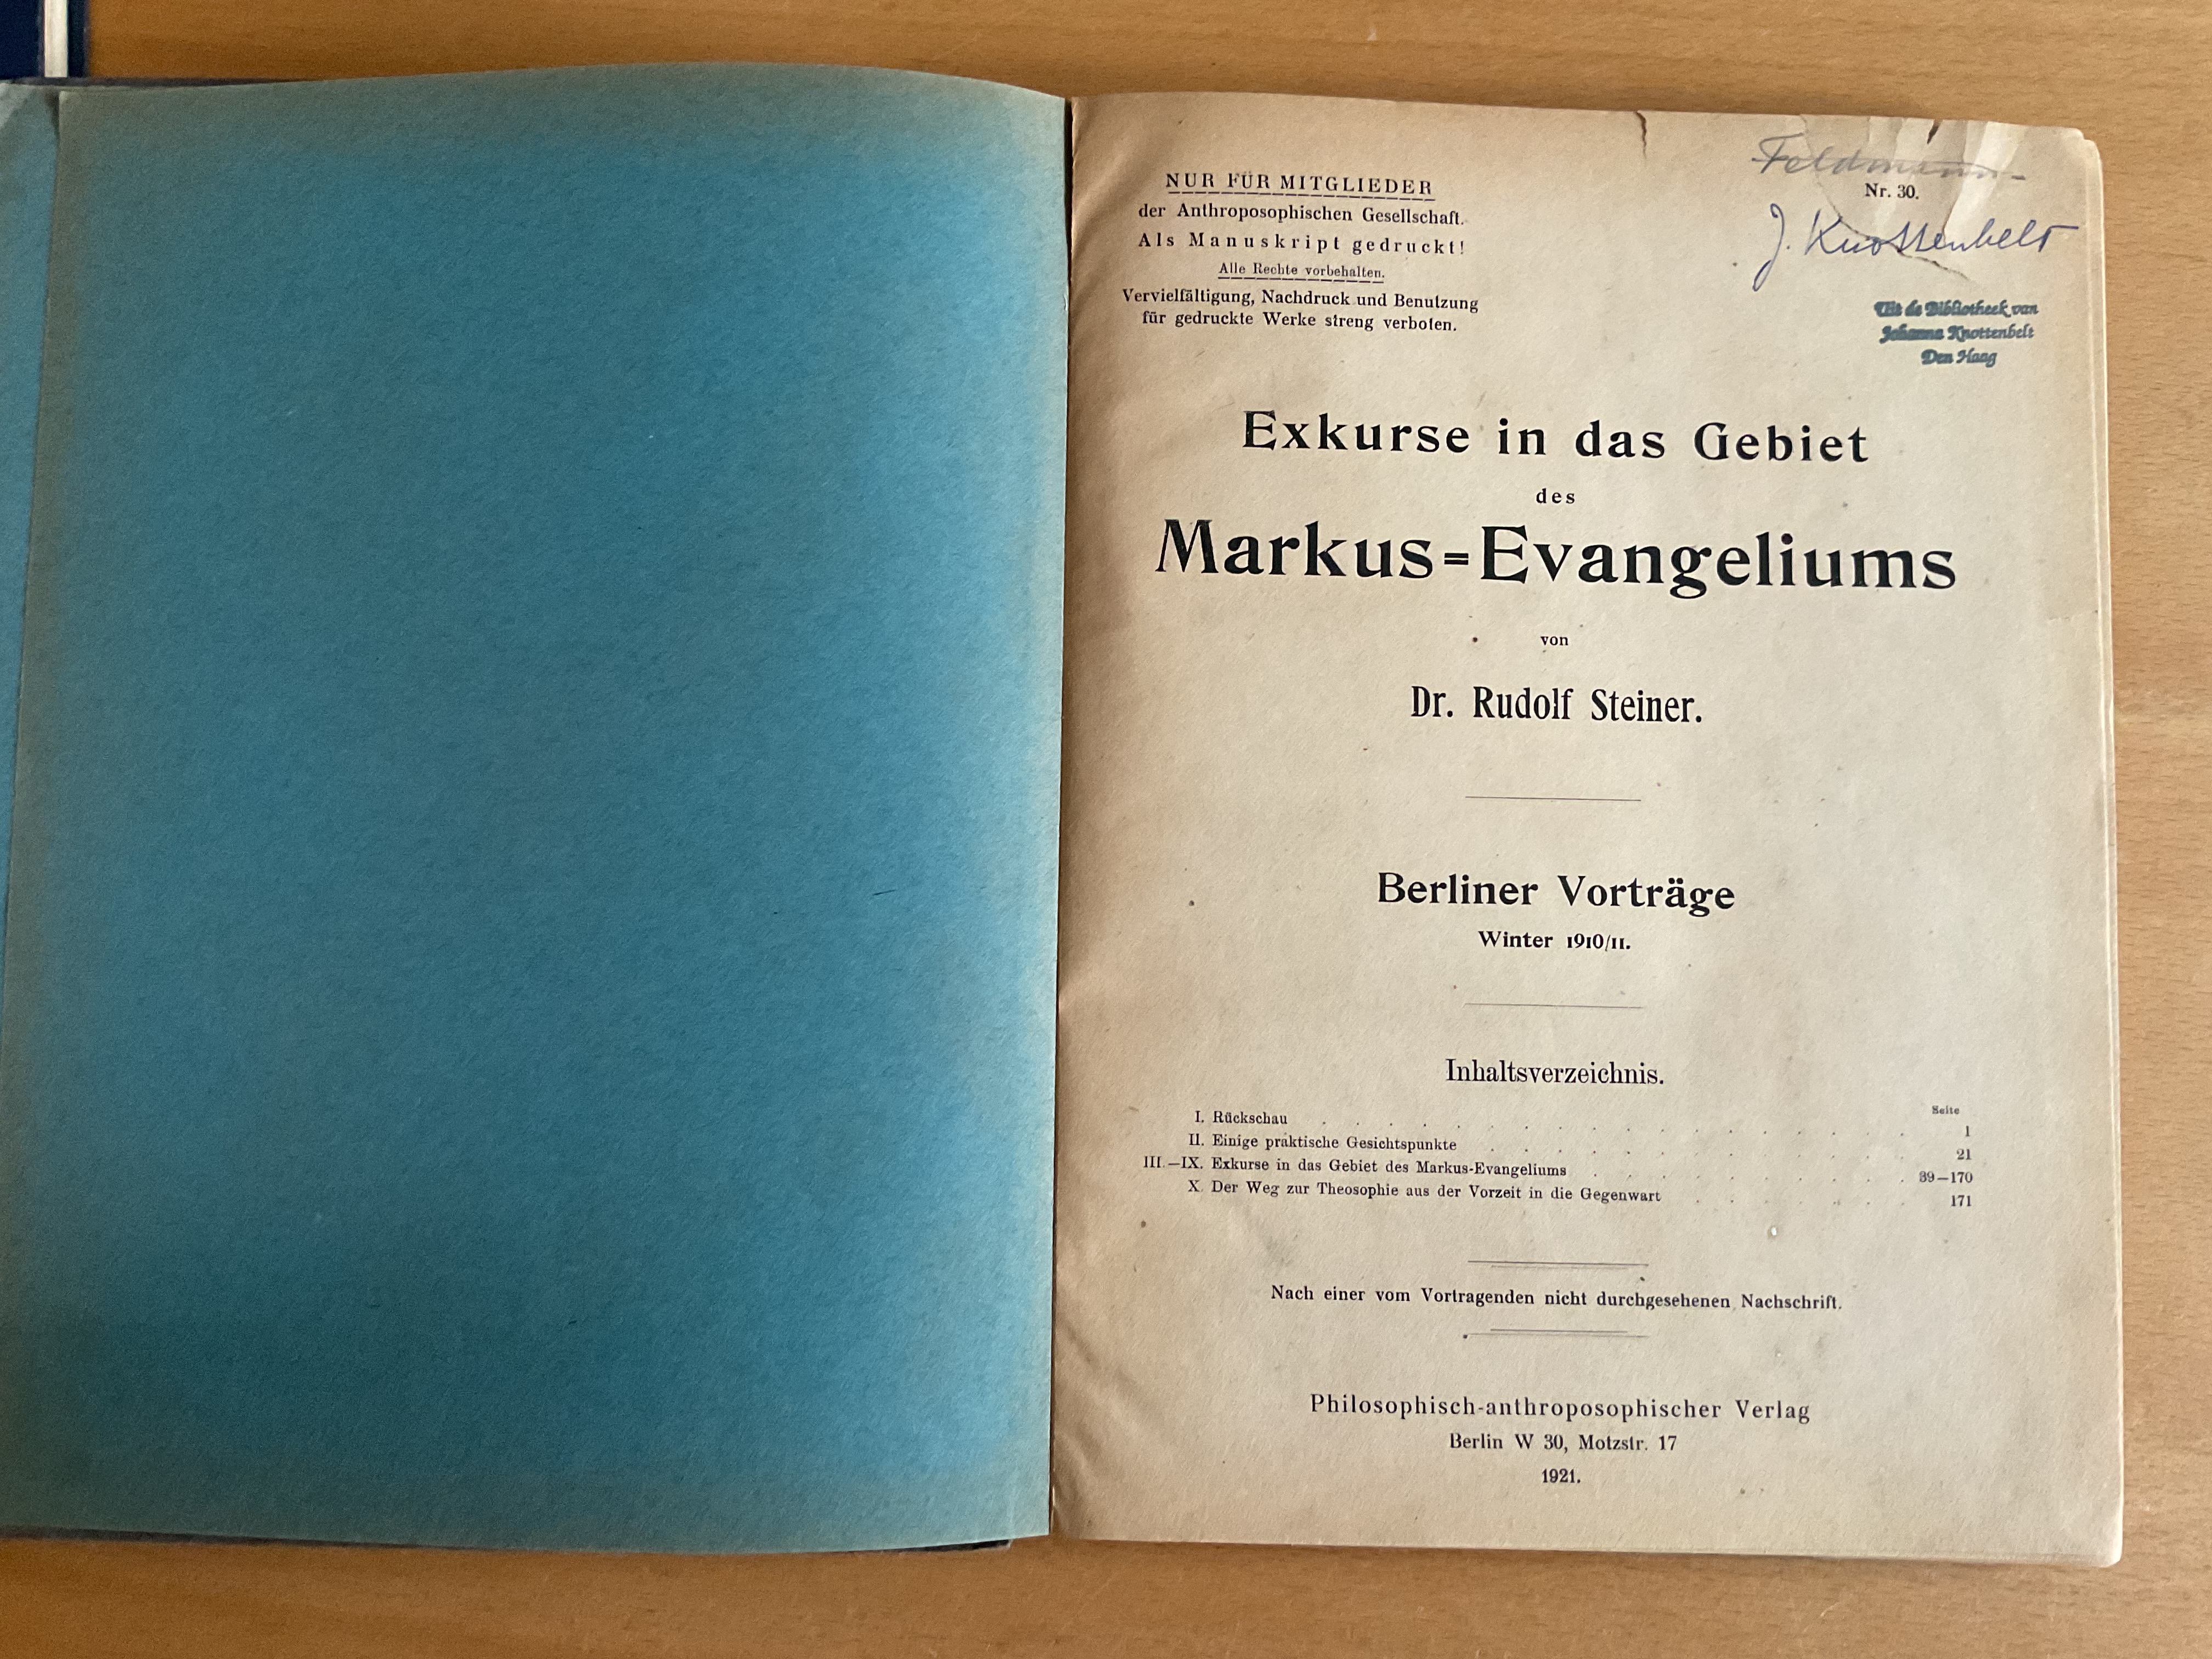 Feldmann
NUR FÜR MITGLIEDER
der Anthroposophischen Gesellschaft.
Als Manuskript gedruckt!
Alle Rechte vorbehalten.
Vervielfältigung, Nachdruck und Benutzung
für gedruckte Werke streng verboten.
Nr. 30.
J. Knottenbelt
Uit de Bibliotheek van
Johanna Knottenbelt
Den Haag
Exkurse in das Gebiet
des
Markus=Evangeliums
von
Dr. Rudolf Steiner.
Berliner Vorträge
Winter 1910/11.
Inhaltsverzeichnis.
Seite
I. Rückschau . . . . . . . . . . . . . . . . . . 1
II. Einige praktische Gesichtspunkte . . . . . . . . . . . . . 21
III.—IX. Exkurse in das Gebiet des Markus-Evangeliums . . . . . . . . . . 39—170
X. Der Weg zur Theosophie aus der Vorzeit in die Gegenwart . . . . . . . 171
Nach einer vom Vortragenden nicht durchgesehenen Nachschrift.
Philosophisch-anthroposophischer Verlag
Berlin W 30, Motzstr. 17
1921.